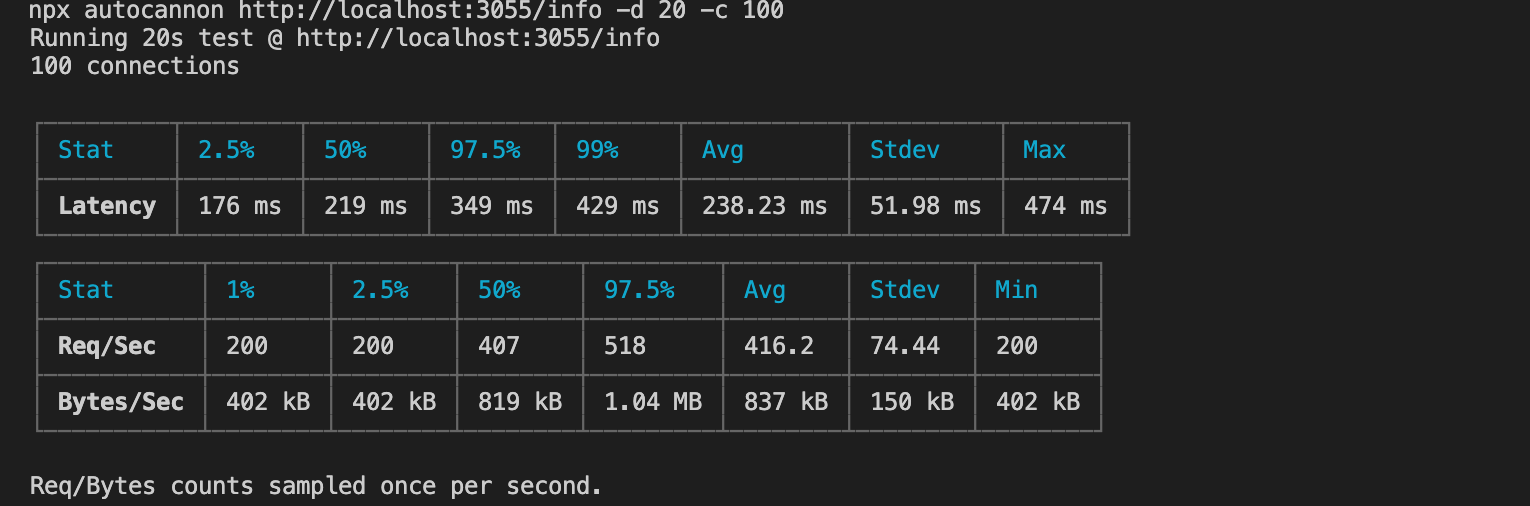 npx autocannon http://localhost:3055/info -d 20 -c 100
Running 20s test @ http://localhost:3055/info
100 connections
Stat 2.5% 50% 97.5% 99% Avg Stdev Max
Latency 176 ms 219 ms 349 ms 429 ms 238.23 ms 51.98 ms 474 ms
Stat 1% 2.5% 50% 97.5% Avg Stdev Min
Req/Sec 200 200 407 518 416.2 74.44 200
Bytes/Sec 402 kB 402 kB 819 kB 1.04 MB 837 kB 150 kB 402 kB
Req/Bytes counts sampled once per second.